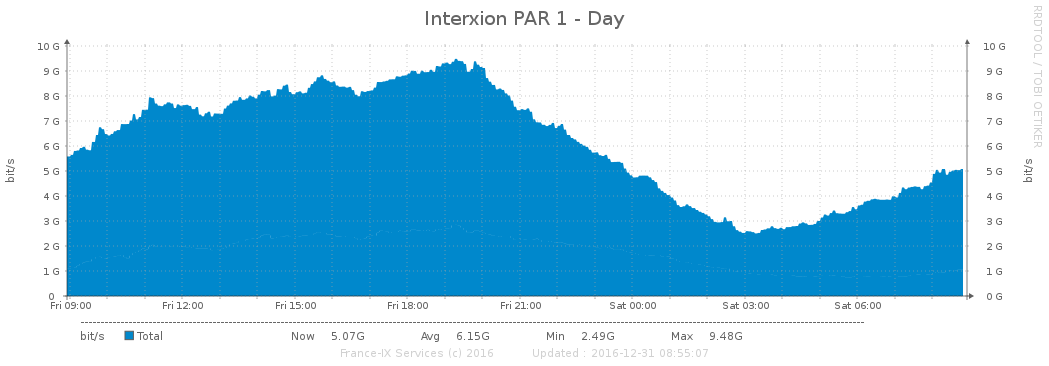 Interxion PAR 1 - Day
RRDTOOL / TOBI OETIKER
bit/s
10 G
9 G
8 G
7 G
6 G
5 G
4 G
3 G
2 G
1 G
0
10 G
9 G
8 G
7 G
6 G
5 G
4 G
3 G
2 G
1 G
0 G
bit/s
Fri 09:00 Fri 12:00 Fri 15:00 Fri 18:00 Fri 21:00 Sat 00:00 Sat 03:00 Sat 06:00
bit/s Total Now 5.07G Avg 6.15G Min 2.49G Max 9.48G
France-IX Services (c) 2016 Updated : 2016-12-31 08:55:07